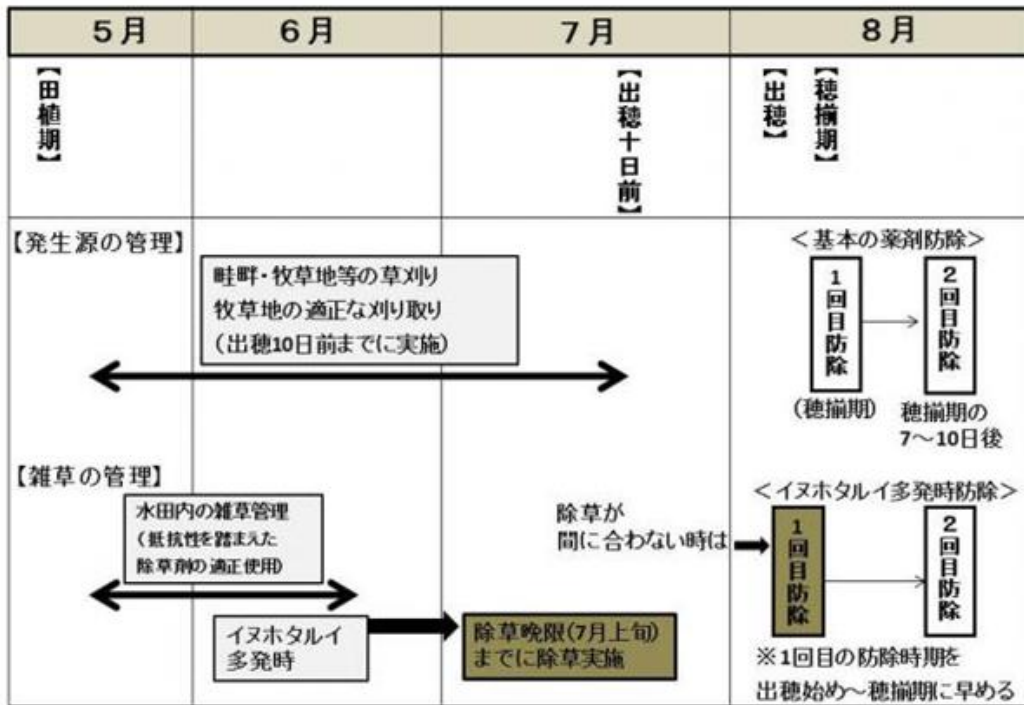 5月 6月 7月 8月
【田植期】
【出穂十日前】
【出穂】
【穂揃期】
【発生源の管理】
畦畔・牧草地等の草刈り
牧草地の適正な刈り取り
(出穂10日前までに実施)
＜基本の薬剤防除＞
1回目防除
2回目防除
(穂揃期)
穂揃期の
7～10日後
【雑草の管理】
水田内の雑草管理
(抵抗性を踏まえた
除草剤の適正使用)
イヌホタルイ
多発時
除草晩限(7月上旬)
までに除草実施
除草が
間に合わない時は
＜イヌホタルイ多発時防除＞
1回目防除
2回目防除
※1回目の防除時期を
出穂始め～穂揃期に早める